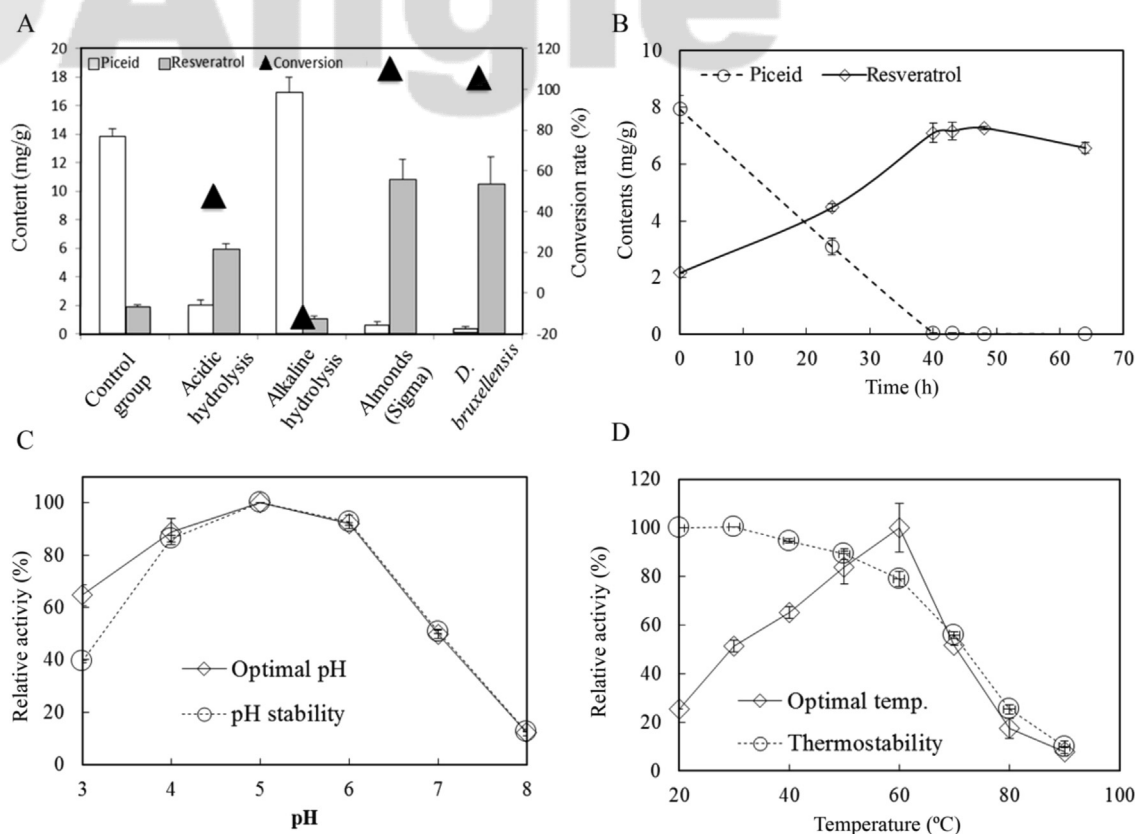 Angle
A
20
18
16
14
12
10
8
6
4
2
0
Content (mg/g)
Piceid Resveratrol Conversion
120
100
80
60
40
20
0
-20
Conversion rate (%)
Control
group
Acidic
hydrolysis
Alkaline
hydrolysis
Almonds
(Sigma)
D.
bruxellensis
B
10
8
6
4
2
0
Contents (mg/g)
Piceid Resveratrol
0 10 20 30 40 50 60 70
Time (h)
C
100
80
60
40
20
0
Relative activiy (%)
Optimal pH
pH stability
3 4 5 6 7 8
pH
D
120
100
80
60
40
20
0
Relative activiy (%)
Optimal temp.
Thermostability
20 40 60 80 100
Temperature (ºC)